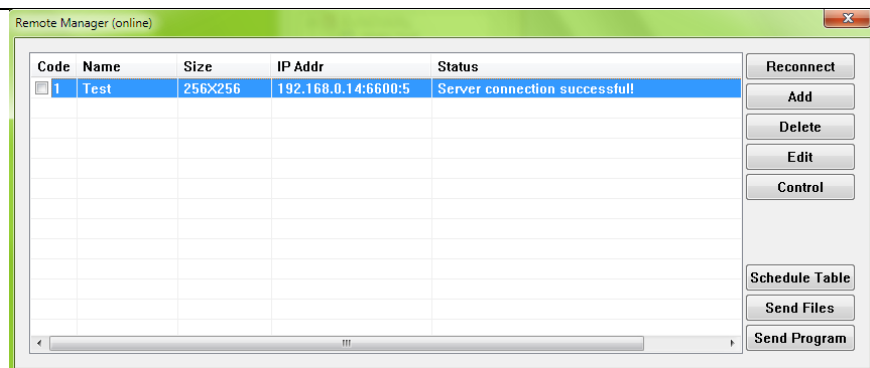 Remote Manager (online)
Code Name Size IP Addr Status
1 Test 256X256 192.168.0.14:6600:5 Server connection successful!
Reconnect
Add
Delete
Edit
Control
Schedule Table
Send Files
Send Program